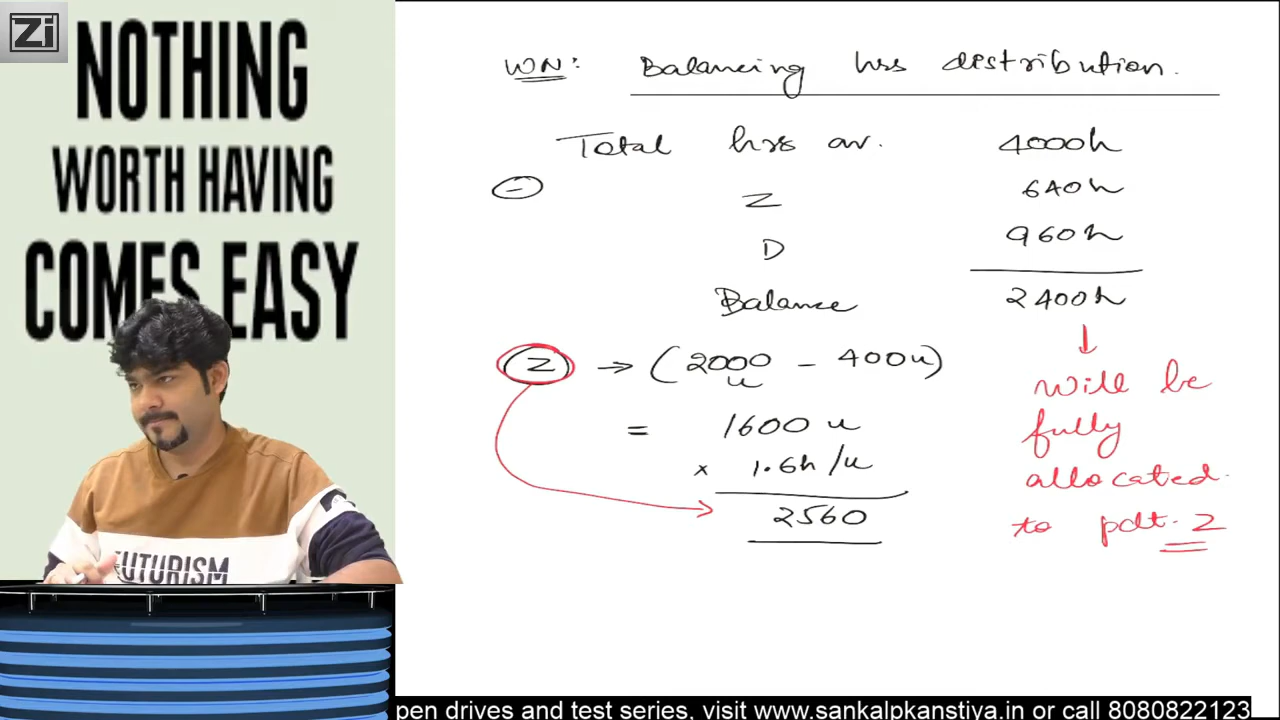 Zi
NOTHING
WORTH HAVING
COMES EASY
FUTURISM
WN: Balancing hrs distribution.
Total hrs av. 4000h
(-) Z 640h
D 960h
Balance 2400h
Z → (2000u - 400u)
= 1600 u
x 1.6h/u
2560
will be
fully
allocated.
to pdt. Z
pen drives and test series, visit www.sankalpkanstiya.in or call 8080822123